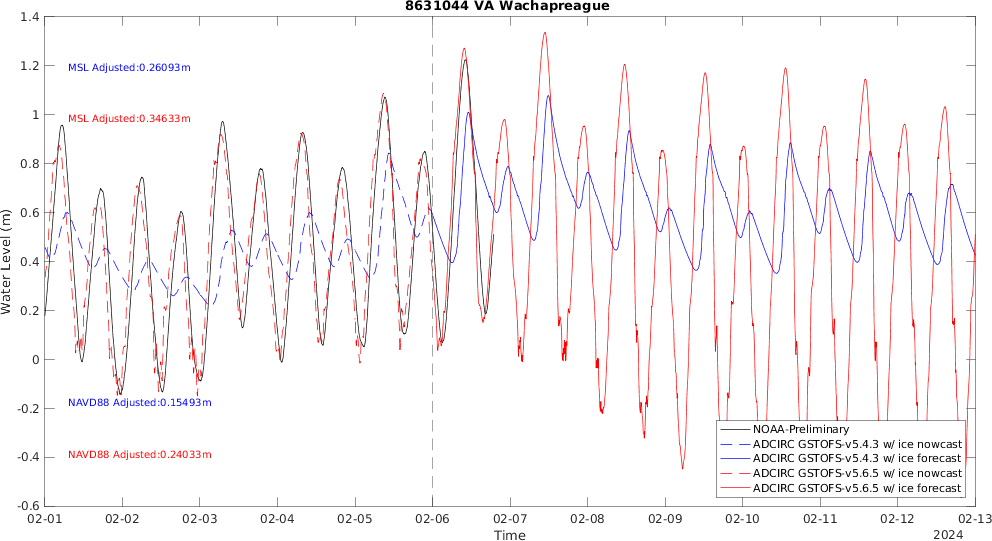 8631044 VA Wachapreague
1.4
1.2
1
0.8
0.6
0.4
0.2
0
-0.2
-0.4
-0.6
Water Level (m)
MSL Adjusted:0.26093m
MSL Adjusted:0.34633m
NAVD88 Adjusted:0.15493m
NAVD88 Adjusted:0.24033m
NOAA-Preliminary
ADCIRC GSTOFS-v5.4.3 w/ ice nowcast
ADCIRC GSTOFS-v5.4.3 w/ ice forecast
ADCIRC GSTOFS-v5.6.5 w/ ice nowcast
ADCIRC GSTOFS-v5.6.5 w/ ice forecast
02-01 02-02 02-03 02-04 02-05 02-06 02-07 02-08 02-09 02-10 02-11 02-12 02-13
Time
2024